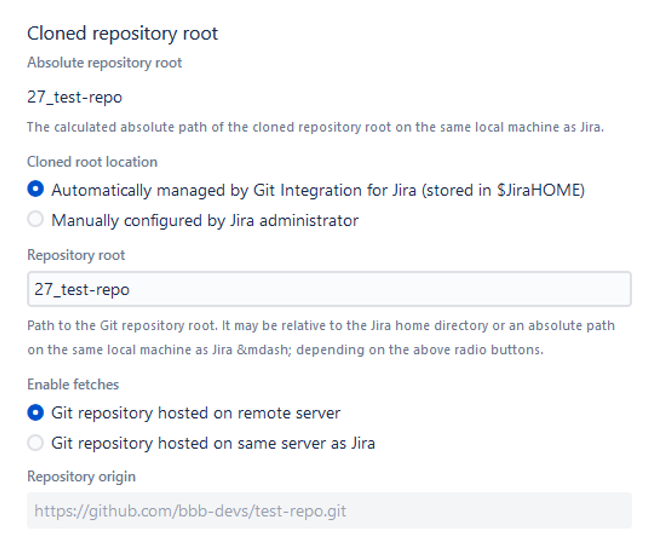 Cloned repository root
Absolute repository root
27_test-repo
The calculated absolute path of the cloned repository root on the same local machine as Jira.
Cloned root location
Automatically managed by Git Integration for Jira (stored in $JiraHOME)
Manually configured by Jira administrator
Repository root
27_test-repo
Path to the Git repository root. It may be relative to the Jira home directory or an absolute path
on the same local machine as Jira &mdash; depending on the above radio buttons.
Enable fetches
Git repository hosted on remote server
Git repository hosted on same server as Jira
Repository origin
https://github.com/bbb-devs/test-repo.git